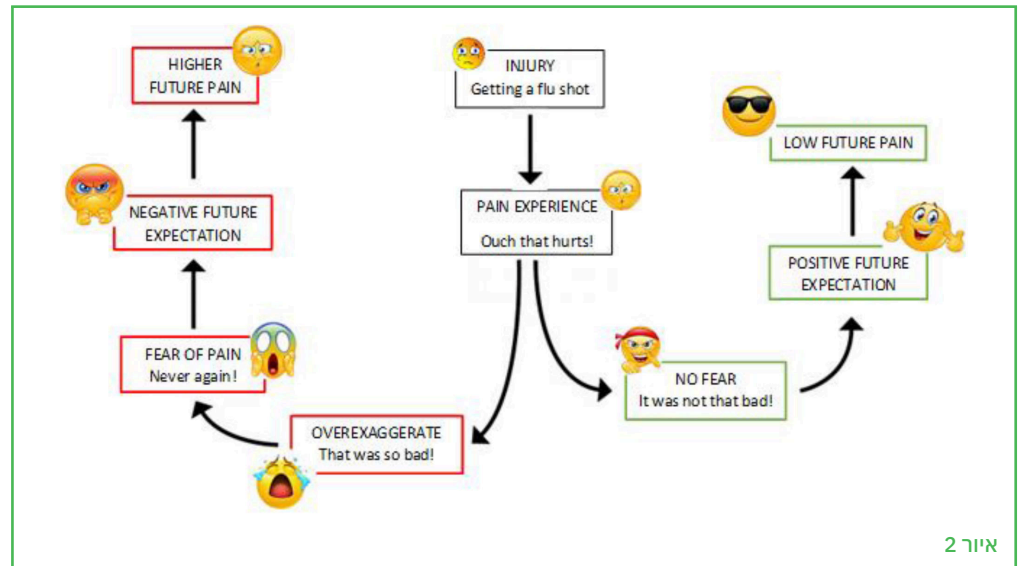 INJURY
Getting a flu shot
PAIN EXPERIENCE
Ouch that hurts!
OVEREXAGGERATE
That was so bad!
FEAR OF PAIN
Never again!
NEGATIVE FUTURE
EXPECTATION
HIGHER
FUTURE PAIN
NO FEAR
It was not that bad!
POSITIVE FUTURE
EXPECTATION
LOW FUTURE PAIN
איור 2